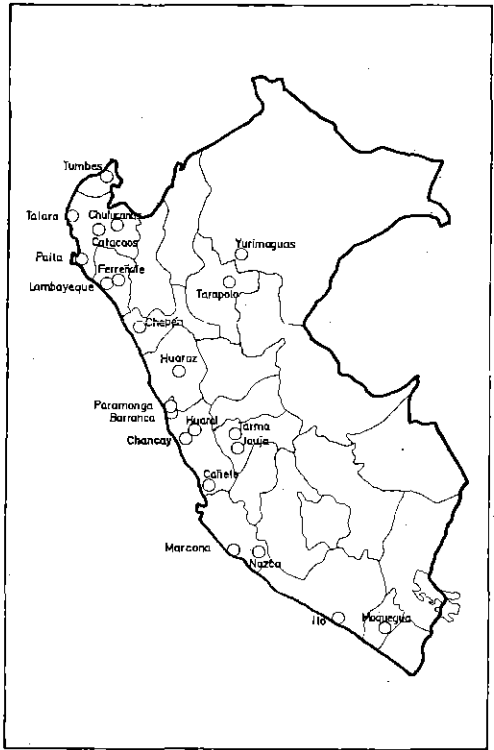 Tumbes
Talara
Chulucanas
Catacaos
Paita
Yurimaguas
Ferreñafe
Lambayeque
Tarapoto
Chepén
Huaraz
Paramonga
Barranca
Huaral
Tarma
Chancay
Jauja
Cañete
Marcona
Nazca
Ilo
Moquegua